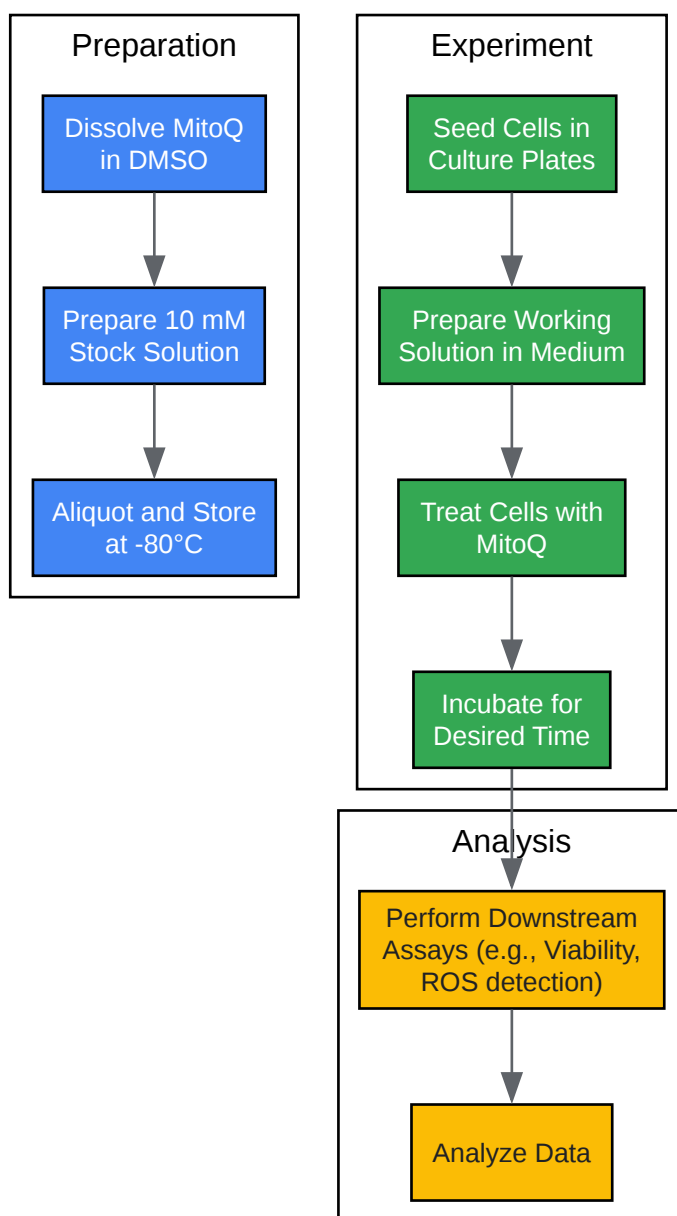 Preparation
Dissolve MitoQ
in DMSO
Prepare 10 mM
Stock Solution
Aliquot and Store
at -80°C
Experiment
Seed Cells in
Culture Plates
Prepare Working
Solution in Medium
Treat Cells with
MitoQ
Incubate for
Desired Time
Analysis
Perform Downstream
Assays (e.g., Viability,
ROS detection)
Analyze Data